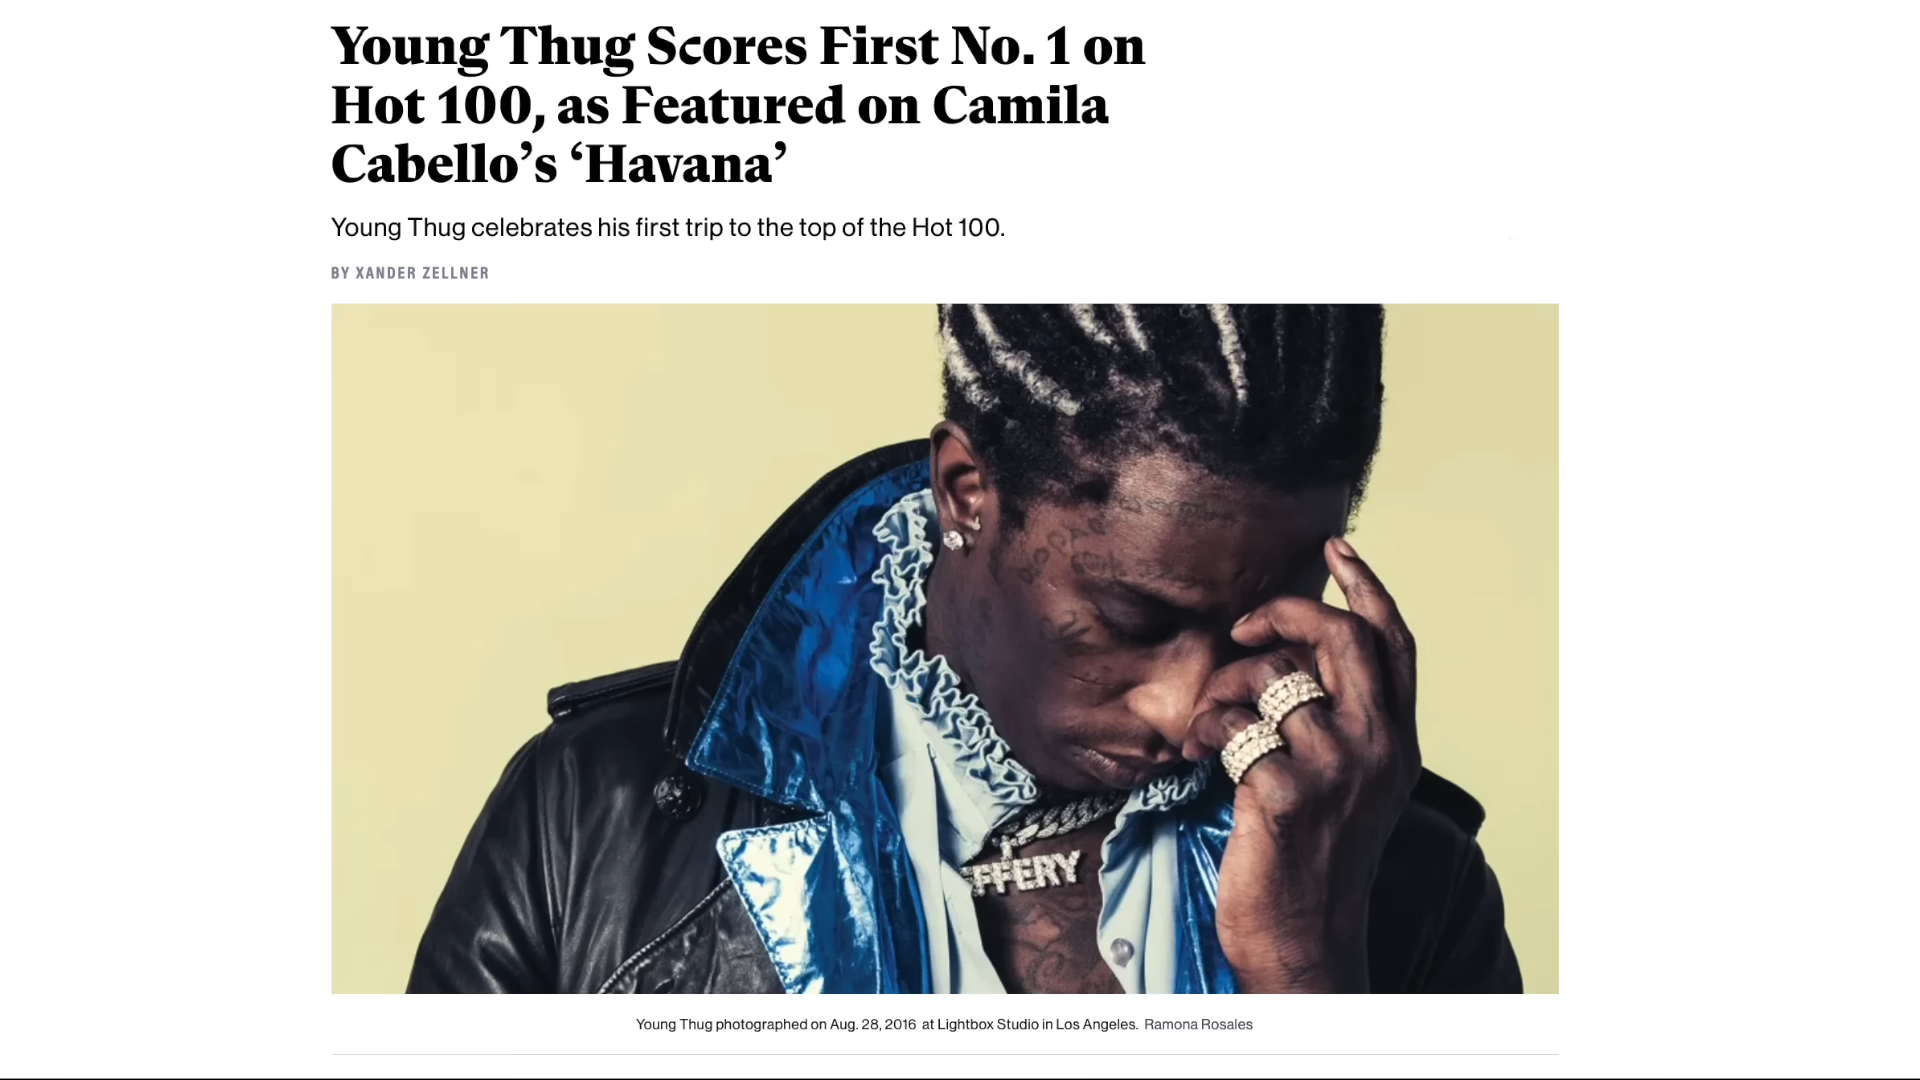 Young Thug Scores First No. 1 on
Hot 100, as Featured on Camila
Cabello’s ‘Havana’
Young Thug celebrates his first trip to the top of the Hot 100.
BY XANDER ZELLNER
EFFERY
Young Thug photographed on Aug. 28, 2016 at Lightbox Studio in Los Angeles. Ramona Rosales